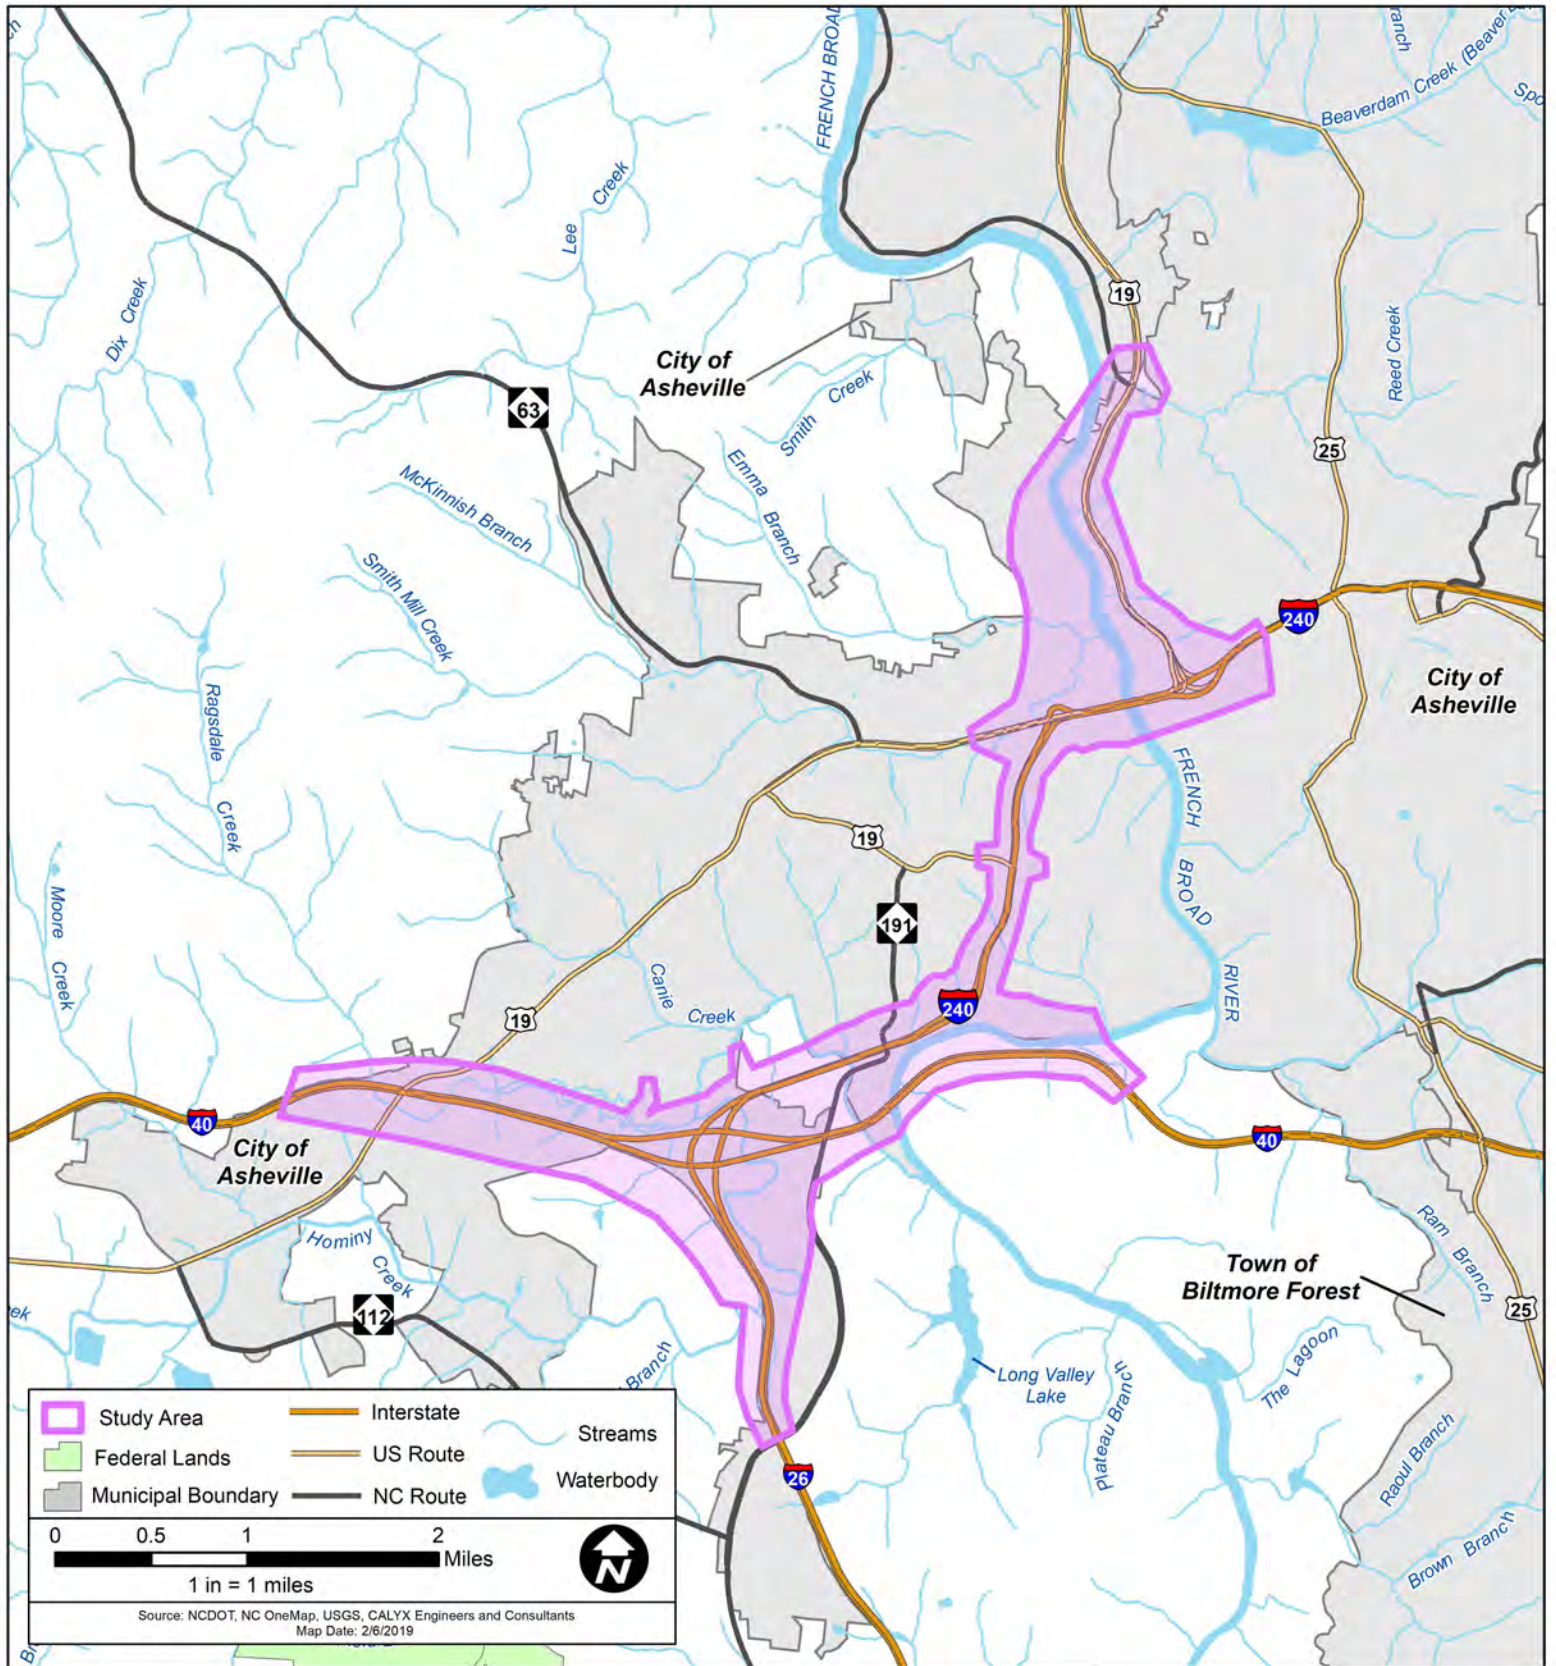 FRENCH BROAD
Beaverdam Creek (Beaver
Lee Creek
Dix Creek
19
City of
Asheville
Smith Creek
Reed Creek
63
25
Emma Branch
McKinnish Branch
Smith Mill Creek
240
City of
Asheville
Ragsdale Creek
FRENCH BROAD RIVER
19
Moore Creek
191
Canie Creek
19
240
40
City of
Asheville
40
Hominy Creek
Ram Branch
Town of
Biltmore Forest
25
112
The Lagoon
Long Valley
Lake
Plateau Branch
Branch
Raoul Branch
26
Brown Branch
Study Area
Federal Lands
Municipal Boundary
Interstate
US Route
NC Route
Streams
Waterbody
0 0.5 1 2
Miles
1 in = 1 miles
N
Source: NCDOT, NC OneMap, USGS, CALYX Engineers and Consultants
Map Date: 2/6/2019